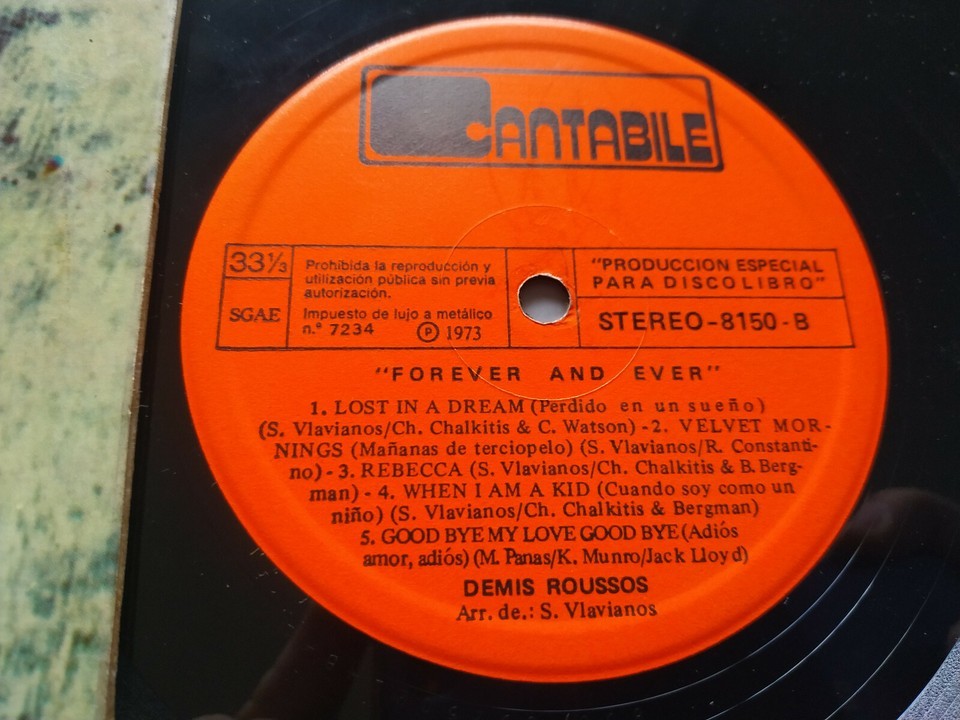 CANTABILE
33⅓
SGAE
Prohibida la reproducción y
utilización pública sin previa
autorización.
Impuesto de lujo a metálico
n.º 7234 Ⓟ 1973
"PRODUCCION ESPECIAL
PARA DISCOLIBRO"
STEREO-8150-B
"FOREVER AND EVER"
1. LOST IN A DREAM (Perdido en un sueño)
(S. Vlavianos/Ch. Chalkitis & C. Watson) - 2. VELVET MOR-
NINGS (Mañanas de terciopelo) (S. Vlavianos/R. Constanti-
no) - 3. REBECCA (S. Vlavianos/Ch. Chalkitis & B. Berg-
man) - 4. WHEN I AM A KID (Cuando soy como un
niño) (S. Vlavianos/Ch. Chalkitis & Bergman)
5. GOOD BYE MY LOVE GOOD BYE (Adiós
amor, adiós) (M. Panas/K. Munro/Jack Lloyd)
DEMIS ROUSSOS
Arr. de.: S. Vlavianos